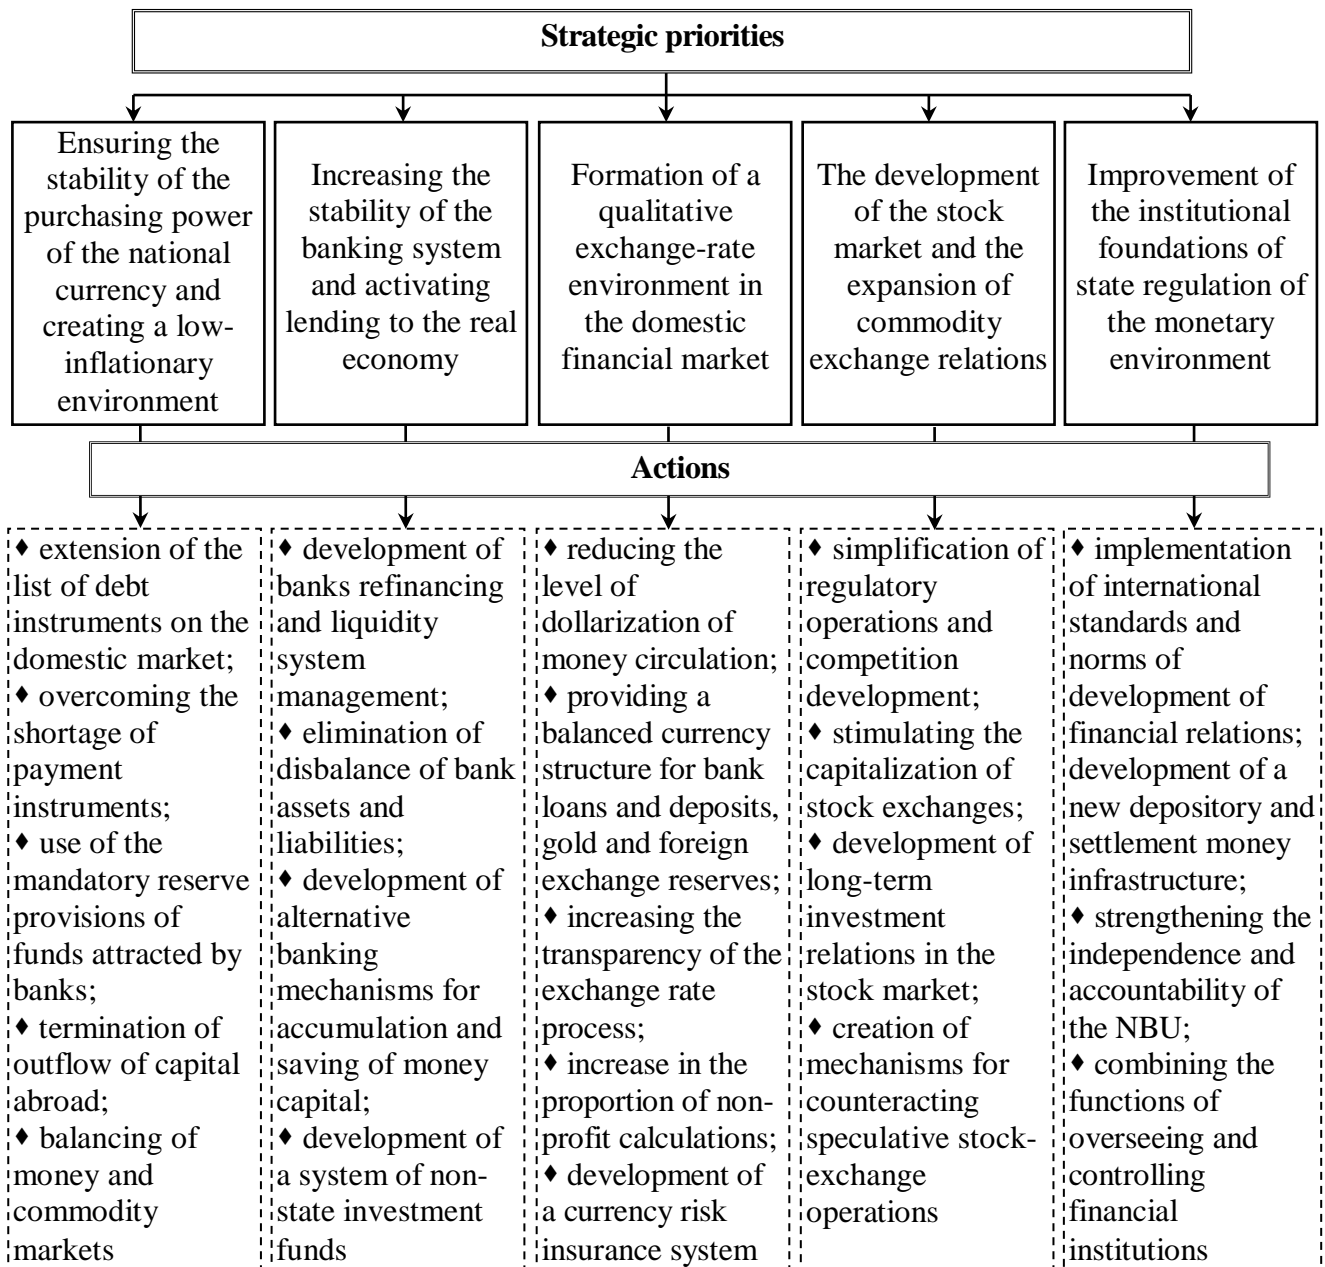 Strategic priorities
Ensuring the
stability of the
purchasing power
of the national
currency and
creating a low-
inflationary
environment
Increasing the
stability of the
banking system
and activating
lending to the real
economy
Formation of a
qualitative
exchange-rate
environment in
the domestic
financial market
The development
of the stock
market and the
expansion of
commodity
exchange relations
Improvement of
the institutional
foundations of
state regulation of
the monetary
environment
Actions
♦ extension of the
list of debt
instruments on the
domestic market;
♦ overcoming the
shortage of
payment
instruments;
♦ use of the
mandatory reserve
provisions of
funds attracted by
banks;
♦ termination of
outflow of capital
abroad;
♦ balancing of
money and
commodity
markets
♦ development of
banks refinancing
and liquidity
system
management;
♦ elimination of
disbalance of bank
assets and
liabilities;
♦ development of
alternative
banking
mechanisms for
accumulation and
saving of money
capital;
♦ development of
a system of non-
state investment
funds
♦ reducing the
level of
dollarization of
money circulation;
♦ providing a
balanced currency
structure for bank
loans and deposits,
gold and foreign
exchange reserves;
♦ increasing the
transparency of the
exchange rate
process;
♦ increase in the
proportion of non-
profit calculations;
♦ development of
a currency risk
insurance system
♦ simplification of
regulatory
operations and
competition
development;
♦ stimulating the
capitalization of
stock exchanges;
♦ development of
long-term
investment
relations in the
stock market;
♦ creation of
mechanisms for
counteracting
speculative stock-
exchange
operations
♦ implementation
of international
standards and
norms of
development of
financial relations;
development of a
new depository and
settlement money
infrastructure;
♦ strengthening the
independence and
accountability of
the NBU;
♦ combining the
functions of
overseeing and
controlling
financial
institutions